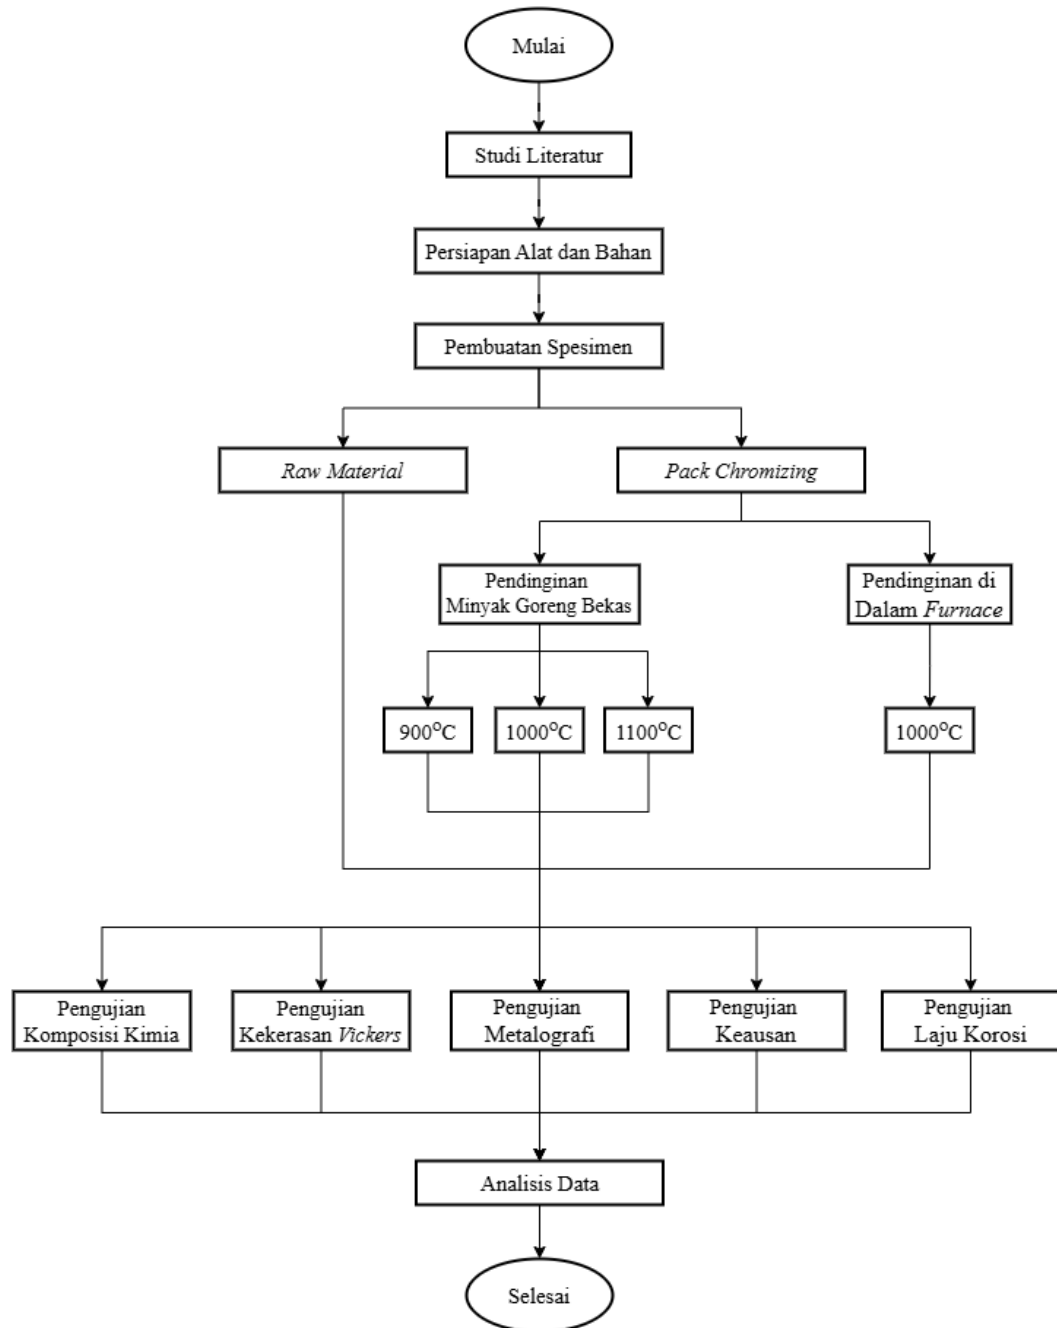 Mulai
Studi Literatur
Persiapan Alat dan Bahan
Pembuatan Spesimen
Raw Material
Pack Chromizing
Pendinginan
Minyak Goreng Bekas
Pendinginan di
Dalam Furnace
900°C
1000°C
1100°C
1000°C
Pengujian
Komposisi Kimia
Pengujian
Kekerasan Vickers
Pengujian
Metalografi
Pengujian
Keausan
Pengujian
Laju Korosi
Analisis Data
Selesai